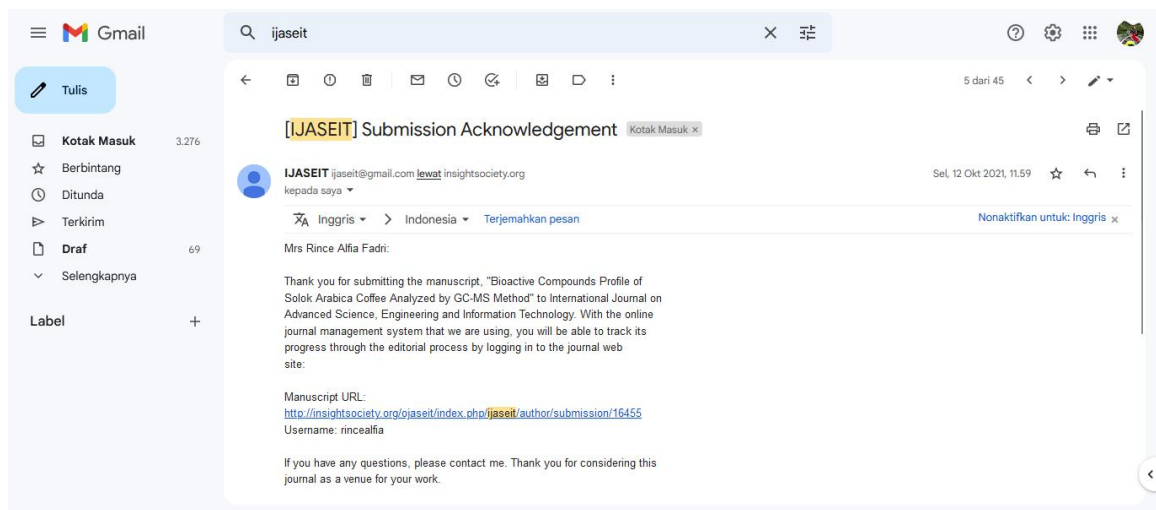 Gmail
ijaseit
Tulis
5 dari 45
Kotak Masuk 3.276
Berbintang
Ditunda
Terkirim
Draf 69
Selengkapnya
Label
[IJASEIT] Submission Acknowledgement Kotak Masuk ×
IJASEIT ijaseit@gmail.com lewat insightsociety.org
Sel, 12 Okt 2021, 11.59
kepada saya
Inggris > Indonesia Terjemahkan pesan
Nonaktifkan untuk: Inggris ×
Mrs Rince Alfia Fadri:
Thank you for submitting the manuscript, "Bioactive Compounds Profile of
Solok Arabica Coffee Analyzed by GC-MS Method" to International Journal on
Advanced Science, Engineering and Information Technology. With the online
journal management system that we are using, you will be able to track its
progress through the editorial process by logging in to the journal web
site:
Manuscript URL:
http://insightsociety.org/ojaseit/index.php/ijaseit/author/submission/16455
Username: rincealfia
If you have any questions, please contact me. Thank you for considering this
journal as a venue for your work.